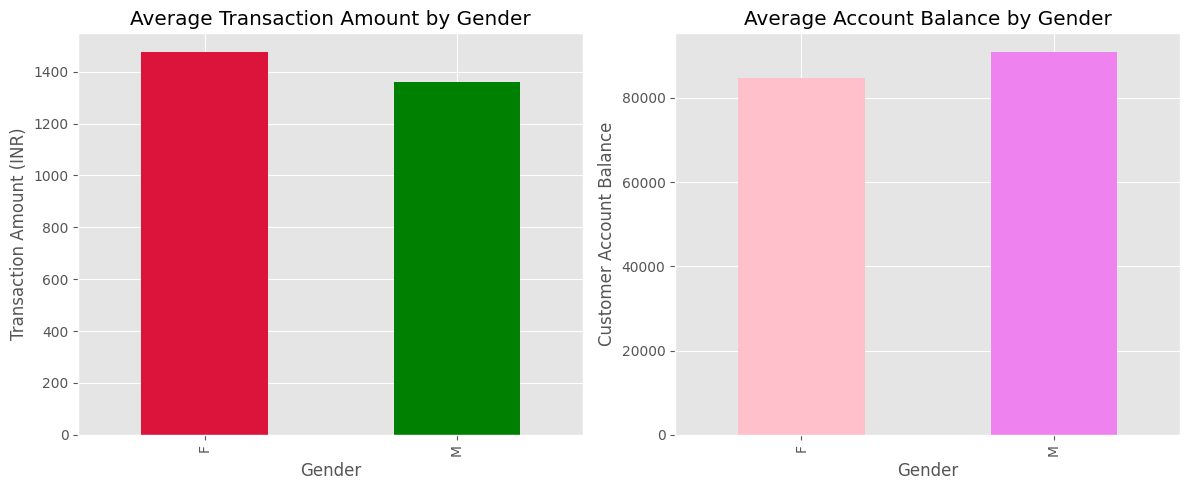 Average Transaction Amount by Gender
Transaction Amount (INR)
1400
1200
1000
800
600
400
200
0
F
M
Gender
Average Account Balance by Gender
Customer Account Balance
80000
60000
40000
20000
0
F
M
Gender